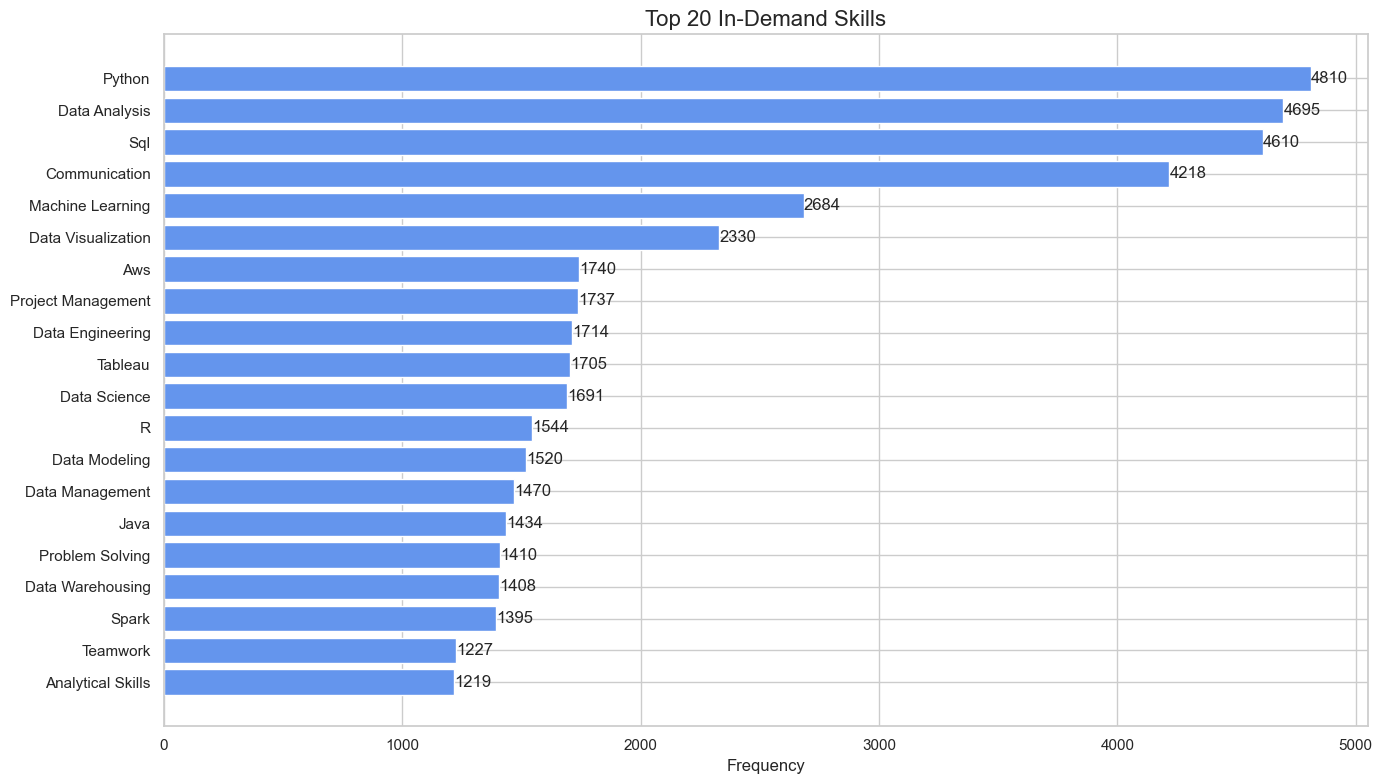 Top 20 In-Demand Skills
Python 4810
Data Analysis 4695
Sql 4610
Communication 4218
Machine Learning 2684
Data Visualization 2330
Aws 1740
Project Management 1737
Data Engineering 1714
Tableau 1705
Data Science 1691
R 1544
Data Modeling 1520
Data Management 1470
Java 1434
Problem Solving 1410
Data Warehousing 1408
Spark 1395
Teamwork 1227
Analytical Skills 1219
0 1000 2000 3000 4000 5000
Frequency